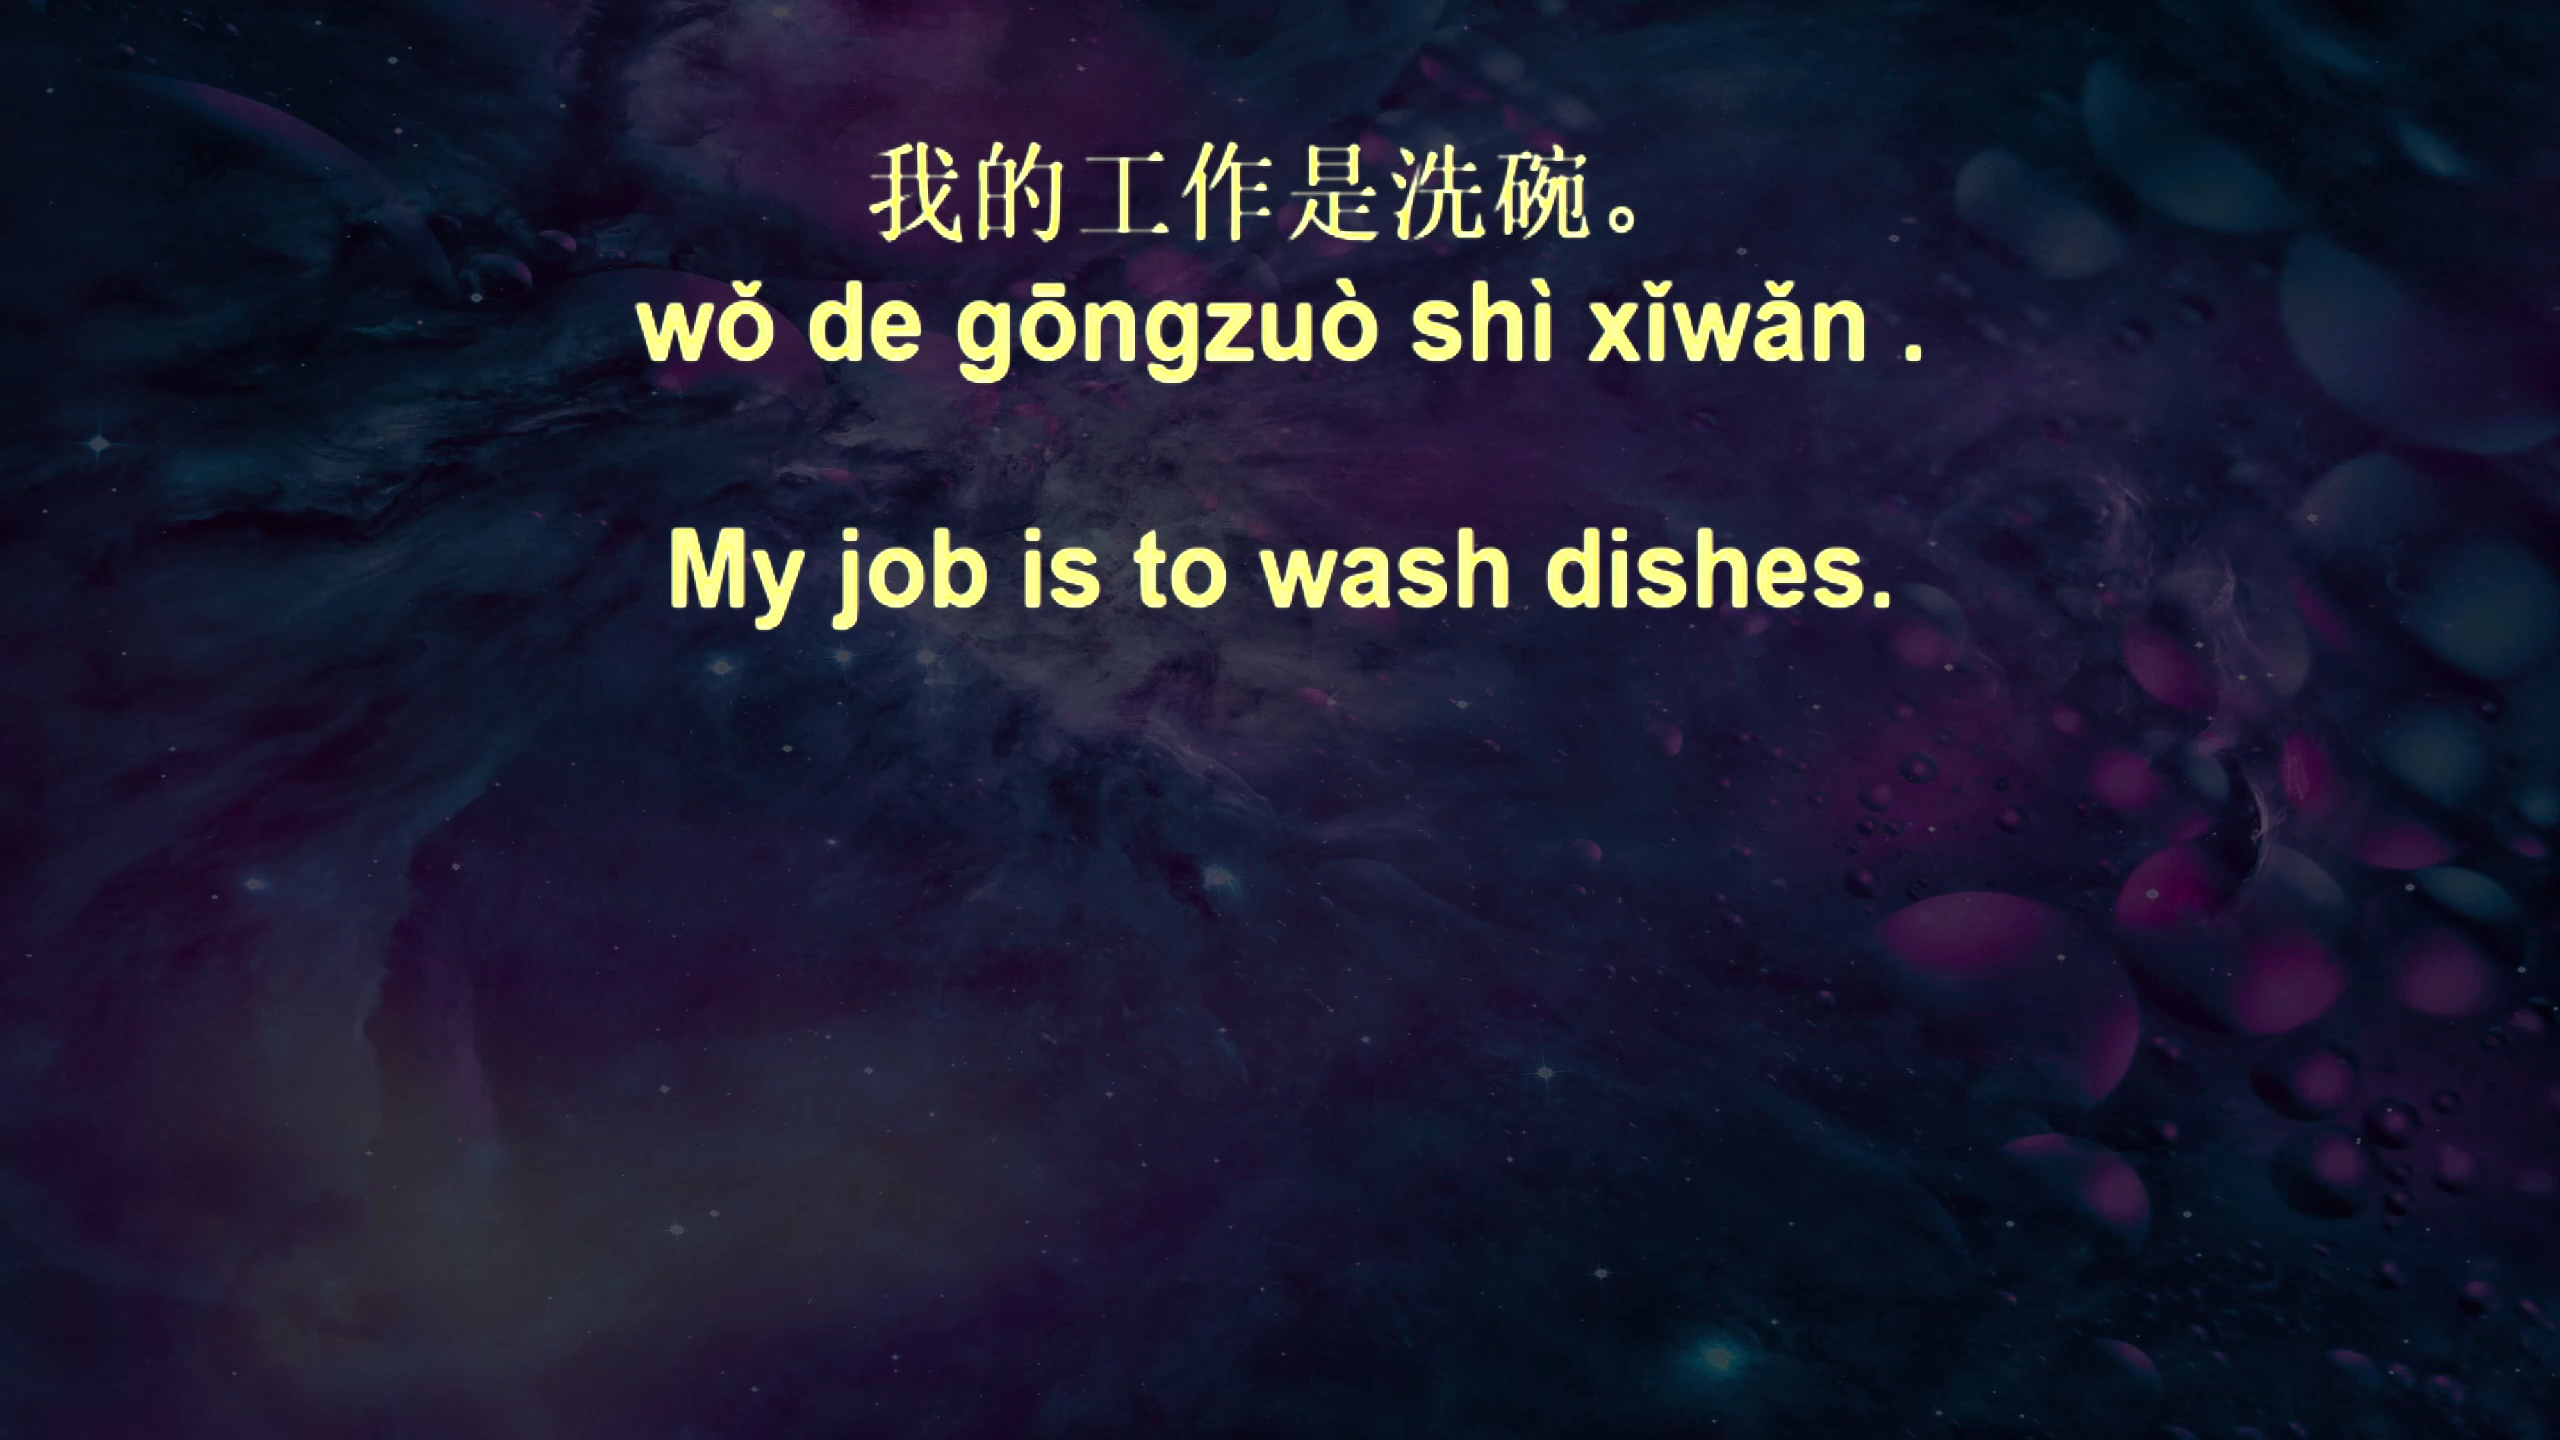 我的工作是洗碗。
wǒ de gōngzuò shì xǐwǎn .
My job is to wash dishes.